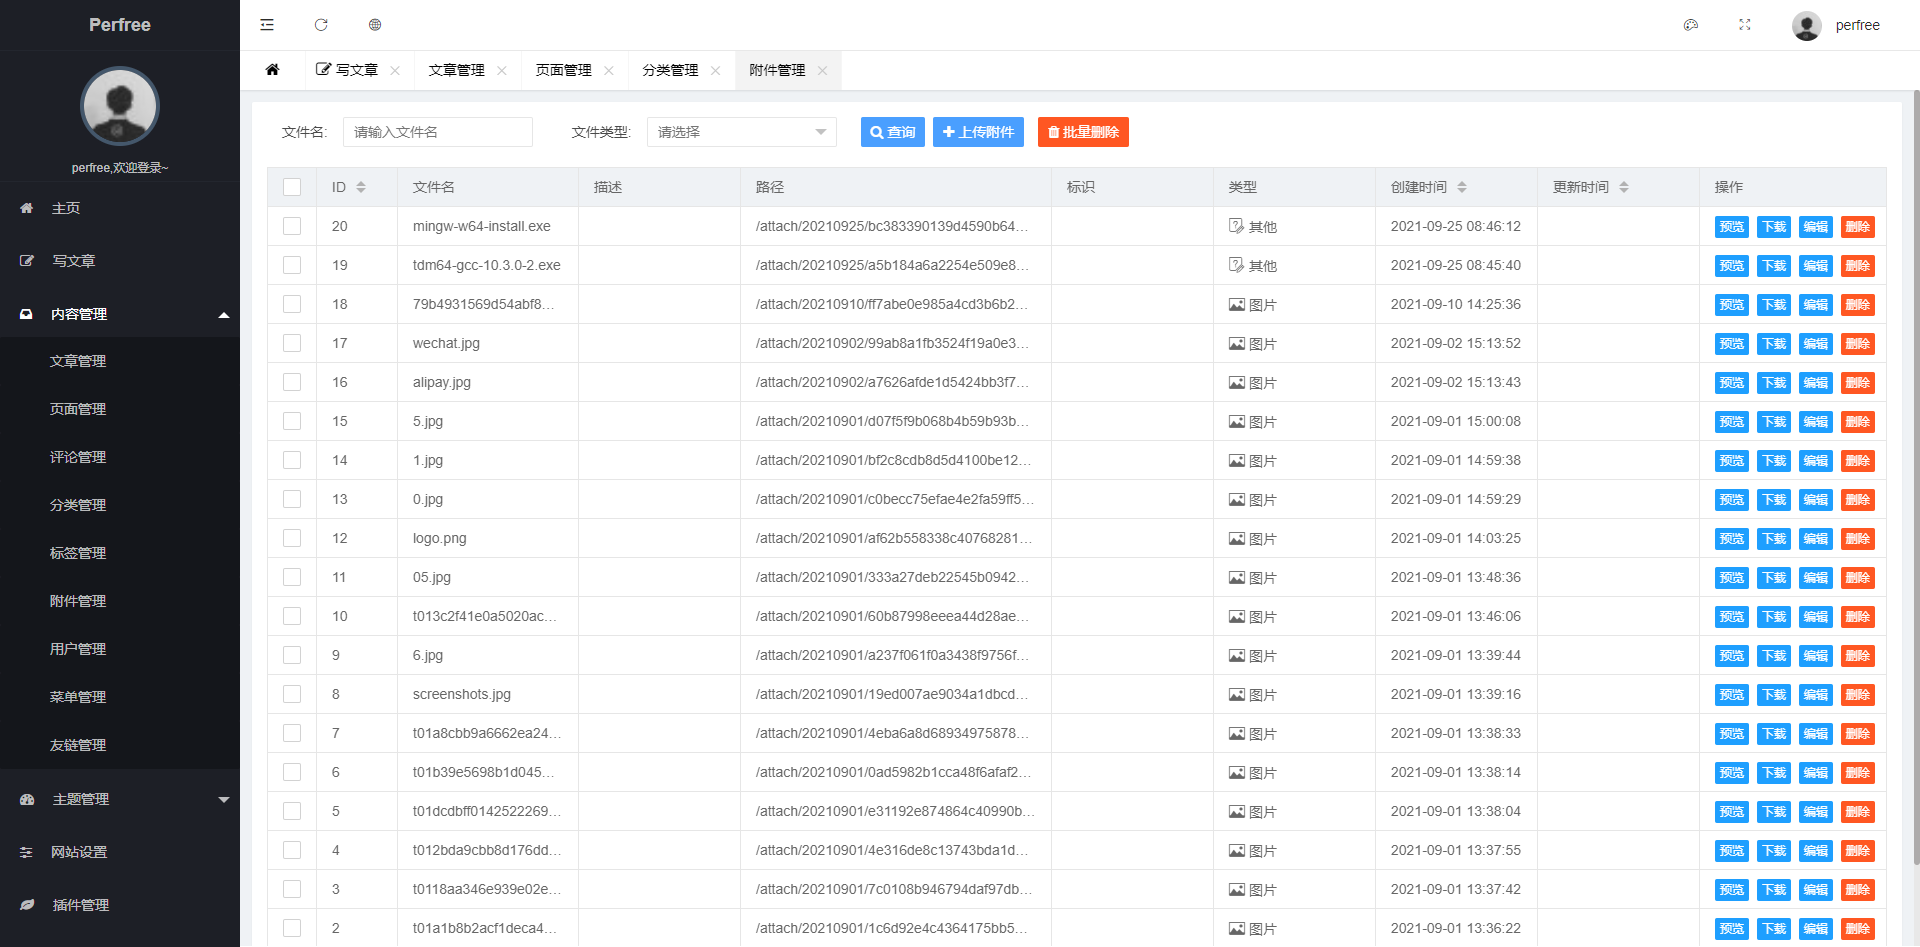 Perfree
perfree
perfree,欢迎登录~
主页
写文章
内容管理
文章管理
页面管理
评论管理
分类管理
标签管理
附件管理
用户管理
菜单管理
友链管理
主题管理
网站设置
插件管理
写文章 文章管理 页面管理 分类管理 附件管理
文件名: 请输入文件名 文件类型: 请选择 查询 上传附件 批量删除
ID 文件名 描述 路径 标识 类型 创建时间 更新时间 操作
20 mingw-w64-install.exe /attach/20210925/bc383390139d4590b64... 其他 2021-09-25 08:46:12 预览 下载 编辑 删除
19 tdm64-gcc-10.3.0-2.exe /attach/20210925/a5b184a6a2254e509e8... 其他 2021-09-25 08:45:40 预览 下载 编辑 删除
18 79b4931569d54abf8... /attach/20210910/ff7abe0e985a4cd3b6b2... 图片 2021-09-10 14:25:36 预览 下载 编辑 删除
17 wechat.jpg /attach/20210902/99ab8a1fb3524f19a0e3... 图片 2021-09-02 15:13:52 预览 下载 编辑 删除
16 alipay.jpg /attach/20210902/a7626afde1d5424bb3f7... 图片 2021-09-02 15:13:43 预览 下载 编辑 删除
15 5.jpg /attach/20210901/d07f5f9b068b4b59b93b... 图片 2021-09-01 15:00:08 预览 下载 编辑 删除
14 1.jpg /attach/20210901/bf2c8cdb8d5d4100be12... 图片 2021-09-01 14:59:38 预览 下载 编辑 删除
13 0.jpg /attach/20210901/c0becc75efae4e2fa59ff5... 图片 2021-09-01 14:59:29 预览 下载 编辑 删除
12 logo.png /attach/20210901/af62b558338c40768281... 图片 2021-09-01 14:03:25 预览 下载 编辑 删除
11 05.jpg /attach/20210901/333a27deb22545b0942... 图片 2021-09-01 13:48:36 预览 下载 编辑 删除
10 t013c2f41e0a5020ac... /attach/20210901/60b87998eeea44d28ae... 图片 2021-09-01 13:46:06 预览 下载 编辑 删除
9 6.jpg /attach/20210901/a237f061f0a3438f9756f... 图片 2021-09-01 13:39:44 预览 下载 编辑 删除
8 screenshots.jpg /attach/20210901/19ed007ae9034a1dbcd... 图片 2021-09-01 13:39:16 预览 下载 编辑 删除
7 t01a8cbb9a6662ea24... /attach/20210901/4eba6a8d68934975878... 图片 2021-09-01 13:38:33 预览 下载 编辑 删除
6 t01b39e5698b1d045... /attach/20210901/0ad5982b1cca48f6afaf2... 图片 2021-09-01 13:38:14 预览 下载 编辑 删除
5 t01dcdbff0142522269... /attach/20210901/e31192e874864c40990b... 图片 2021-09-01 13:38:04 预览 下载 编辑 删除
4 t012bda9cbb8d176dd... /attach/20210901/4e316de8c13743bda1d... 图片 2021-09-01 13:37:55 预览 下载 编辑 删除
3 t0118aa346e939e02e... /attach/20210901/7c0108b946794daf97db... 图片 2021-09-01 13:37:42 预览 下载 编辑 删除
2 t01a1b8b2acf1deca4... /attach/20210901/1c6d92e4c4364175bb5... 图片 2021-09-01 13:36:22 预览 下载 编辑 删除